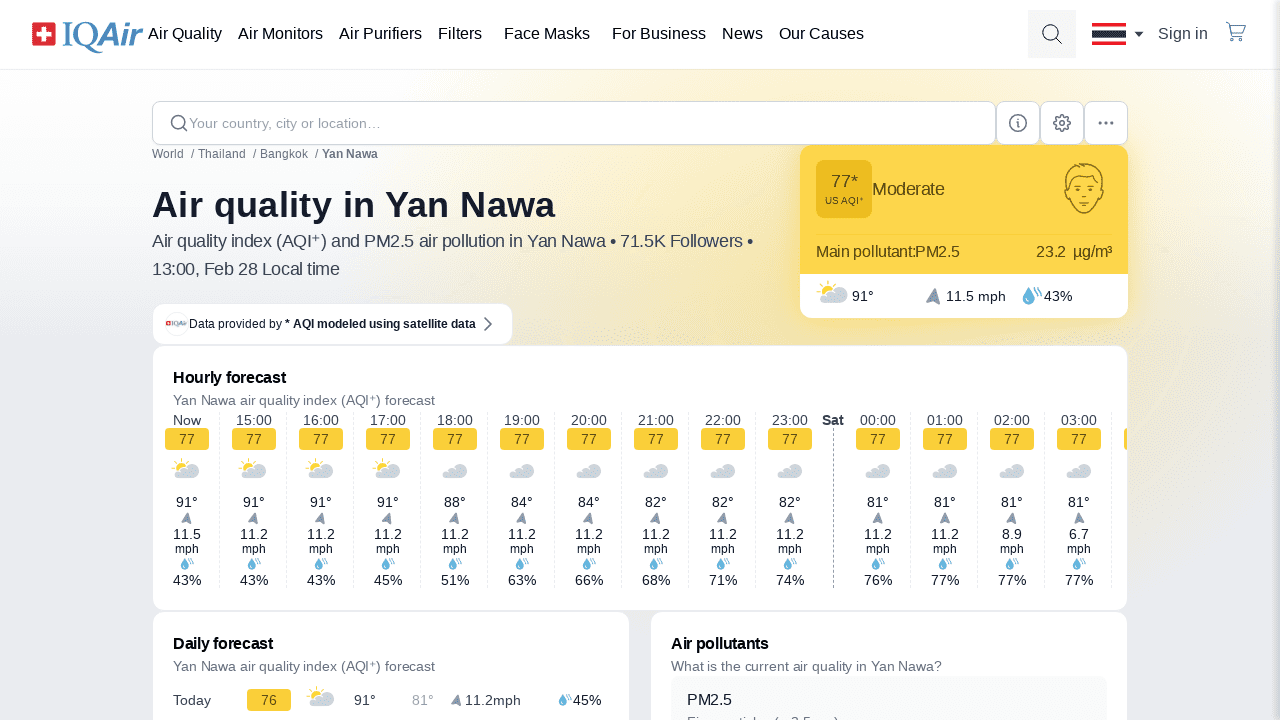 IQAir Air Quality Air Monitors Air Purifiers Filters Face Masks For Business News Our Causes Sign in
Your country, city or location…
World / Thailand / Bangkok / Yan Nawa
Air quality in Yan Nawa
Air quality index (AQI⁺) and PM2.5 air pollution in Yan Nawa • 71.5K Followers •
13:00, Feb 28 Local time
77*
US AQI⁺
Moderate
Main pollutant: PM2.5 23.2 µg/m³
91° 11.5 mph 43%
IQAir Data provided by * AQI modeled using satellite data
Hourly forecast
Yan Nawa air quality index (AQI⁺) forecast
Now 15:00 16:00 17:00 18:00 19:00 20:00 21:00 22:00 23:00 Sat 00:00 01:00 02:00 03:00
77 77 77 77 77 77 77 77 77 77 77 77 77 77
91° 91° 91° 91° 88° 84° 84° 82° 82° 82° 81° 81° 81° 81°
11.5 11.2 11.2 11.2 11.2 11.2 11.2 11.2 11.2 11.2 11.2 11.2 8.9 6.7
mph mph mph mph mph mph mph mph mph mph mph mph mph mph
43% 43% 43% 45% 51% 63% 66% 68% 71% 74% 76% 77% 77% 77%
Daily forecast
Yan Nawa air quality index (AQI⁺) forecast
Today 76 91° 81° 11.2mph 45%
Air pollutants
What is the current air quality in Yan Nawa?
PM2.5